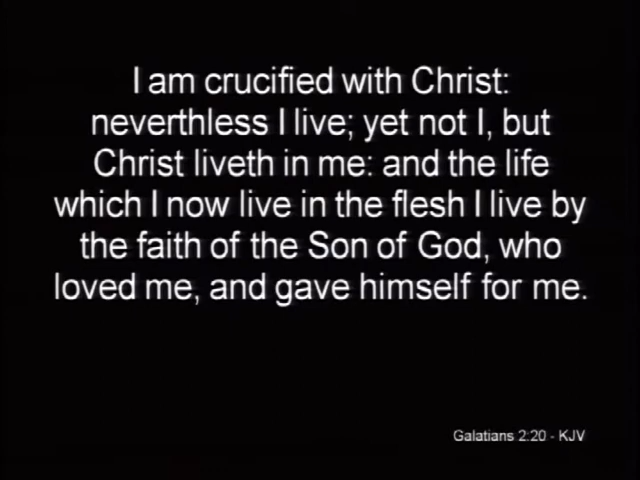 I am crucified with Christ:
neverthless I live; yet not I, but
Christ liveth in me: and the life
which I now live in the flesh I live by
the faith of the Son of God, who
loved me, and gave himself for me.
Galatians 2:20 - KJV